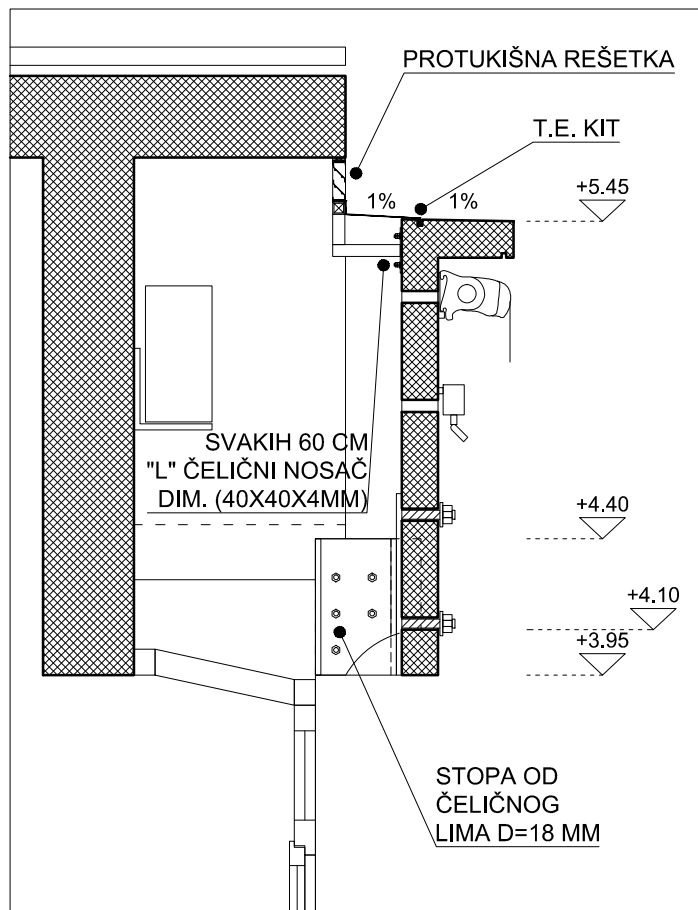 PROTUKIŠNA REŠETKA
T.E. KIT
1% 1%
+5.45
SVAKIH 60 CM
"L" ČELIČNI NOSAČ
DIM. (40X40X4MM)
+4.40
+4.10
+3.95
STOPA OD
ČELIČNOG
LIMA D=18 MM